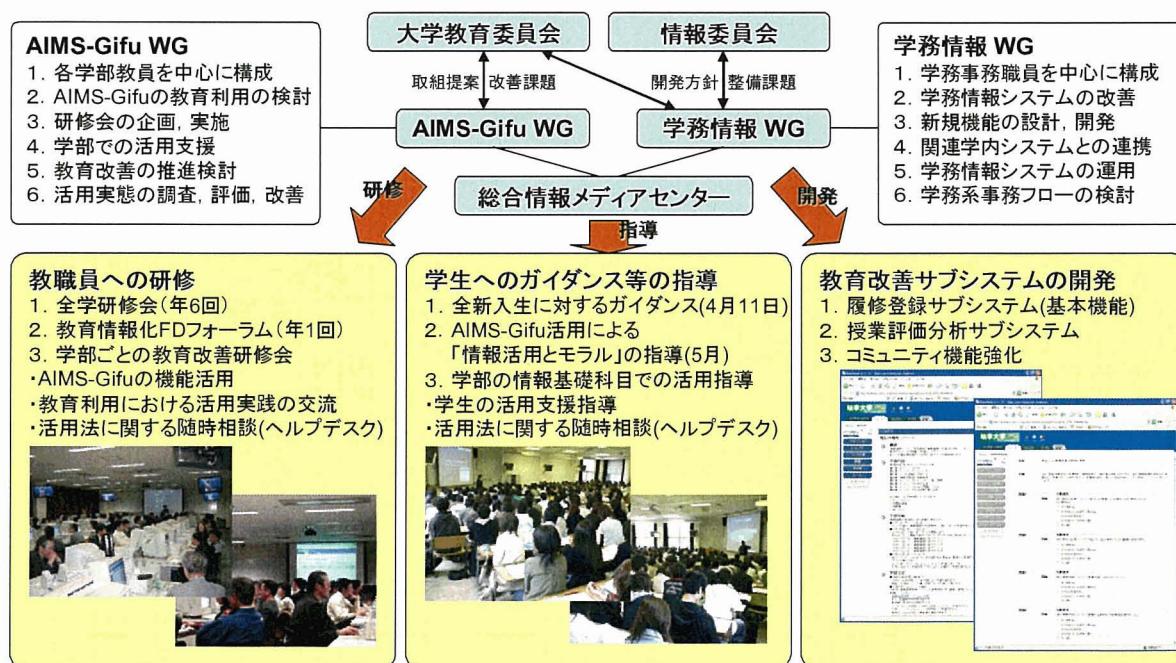 大学教育委員会
情報委員会
取組提案
改善課題
開発方針
整備課題
AIMS-Gifu WG
学務情報 WG
総合情報メディアセンター
AIMS-Gifu WG
1. 各学部教員を中心に構成
2. AIMS-Gifuの教育利用の検討
3. 研修会の企画, 実施
4. 学部での活用支援
5. 教育改善の推進検討
6. 活用実態の調査, 評価, 改善
学務情報 WG
1. 学務事務職員を中心に構成
2. 学務情報システムの改善
3. 新規機能の設計, 開発
4. 関連学内システムとの連携
5. 学務情報システムの運用
6. 学務系事務フローの検討
研修
指導
開発
教職員への研修
1. 全学研修会(年6回)
2. 教育情報化FDフォーラム(年1回)
3. 学部ごとの教育改善研修会
・AIMS-Gifuの機能活用
・教育利用における活用実践の交流
・活用法に関する随時相談(ヘルプデスク)
学生へのガイダンス等の指導
1. 全新入生に対するガイダンス(4月11日)
2. AIMS-Gifu活用による
「情報活用とモラル」の指導(5月)
3. 学部の情報基礎科目での活用指導
・学生の活用支援指導
・活用法に関する随時相談(ヘルプデスク)
教育改善サブシステムの開発
1. 履修登録サブシステム(基本機能)
2. 授業評価分析サブシステム
3. コミュニティ機能強化
岐阜大学
岐阜大学